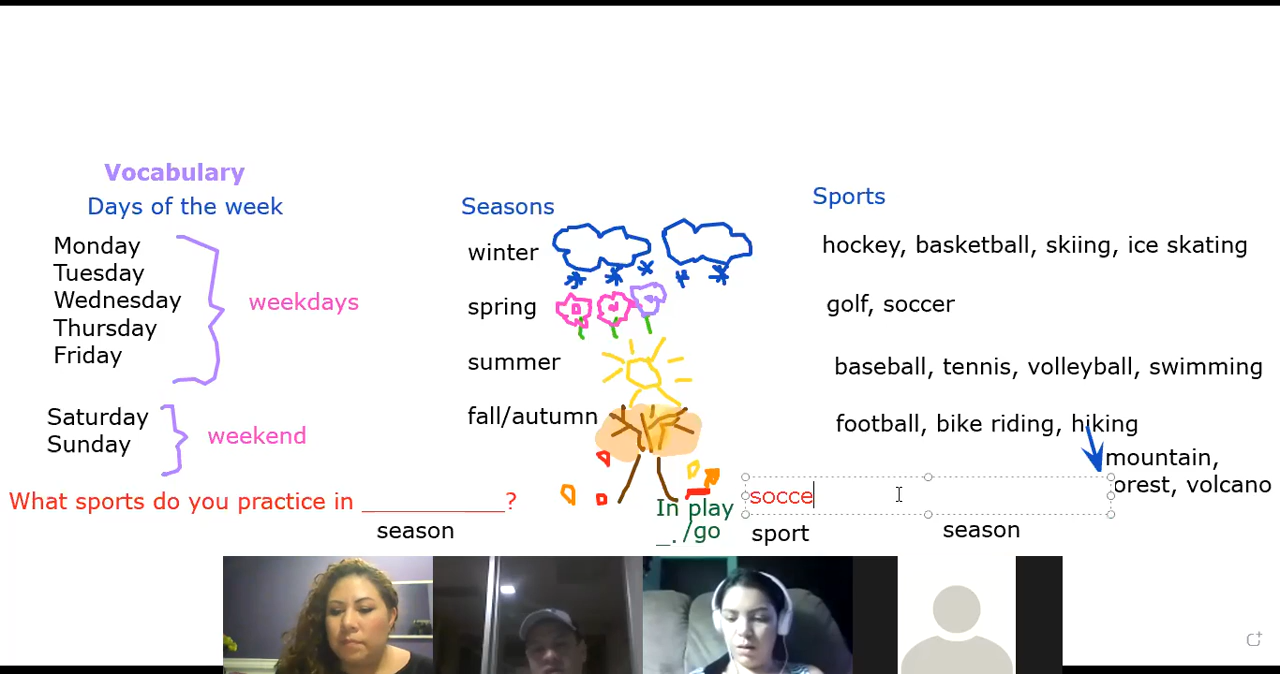 Vocabulary
Days of the week
Monday
Tuesday
Wednesday
Thursday
Friday
weekdays
Saturday
Sunday
weekend
Seasons
winter
spring
summer
fall/autumn
Sports
hockey, basketball, skiing, ice skating
golf, soccer
baseball, tennis, volleyball, swimming
football, bike riding, hiking
mountain,
orest, volcano
What sports do you practice in ____________?
season
In play
_. /go
socce
sport
season